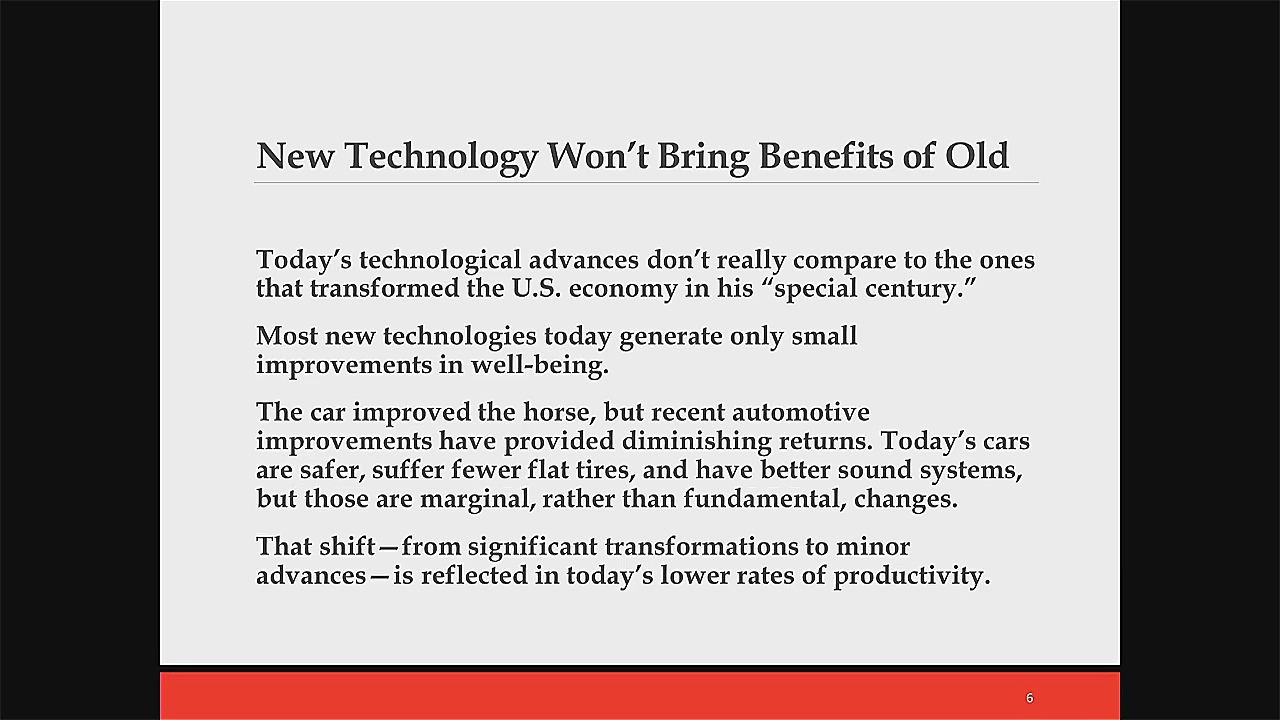 New Technology Won’t Bring Benefits of Old
Today’s technological advances don’t really compare to the ones
that transformed the U.S. economy in his “special century.”
Most new technologies today generate only small
improvements in well-being.
The car improved the horse, but recent automotive
improvements have provided diminishing returns. Today’s cars
are safer, suffer fewer flat tires, and have better sound systems,
but those are marginal, rather than fundamental, changes.
That shift—from significant transformations to minor
advances—is reflected in today’s lower rates of productivity.
6